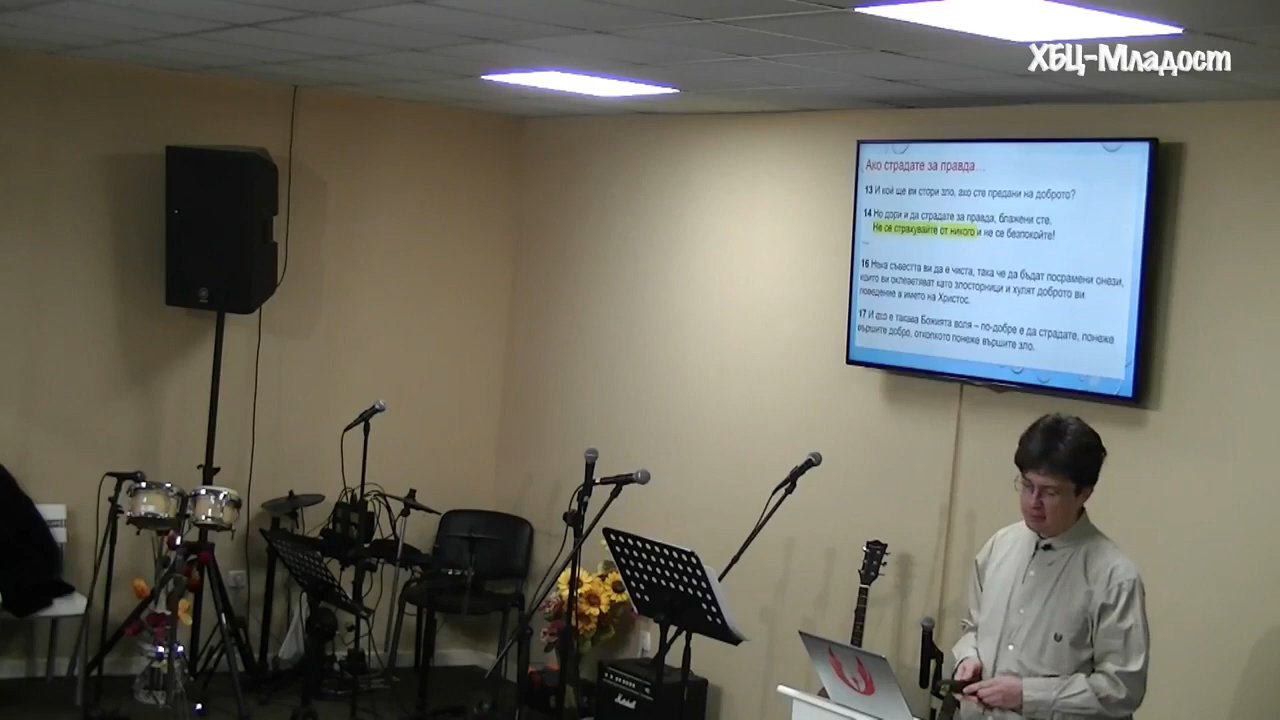 ХБЦ-Младост
Ако страдате за правда...
13 И кой ще ви стори зло, ако сте предани на доброто?
14 Но дори и да страдате за правда, блажени сте.
Не се страхувайте от никого и не се безпокойте!
...
16 Нека съвестта ви да е чиста, така че да бъдат посрамени онези,
които ви оклеветяват като злосторници и хулят доброто ви
поведение в името на Христос.
17 И ако е такава Божията воля – по-добре е да страдате, понеже
вършите добро, отколкото понеже вършите зло.
Marshall